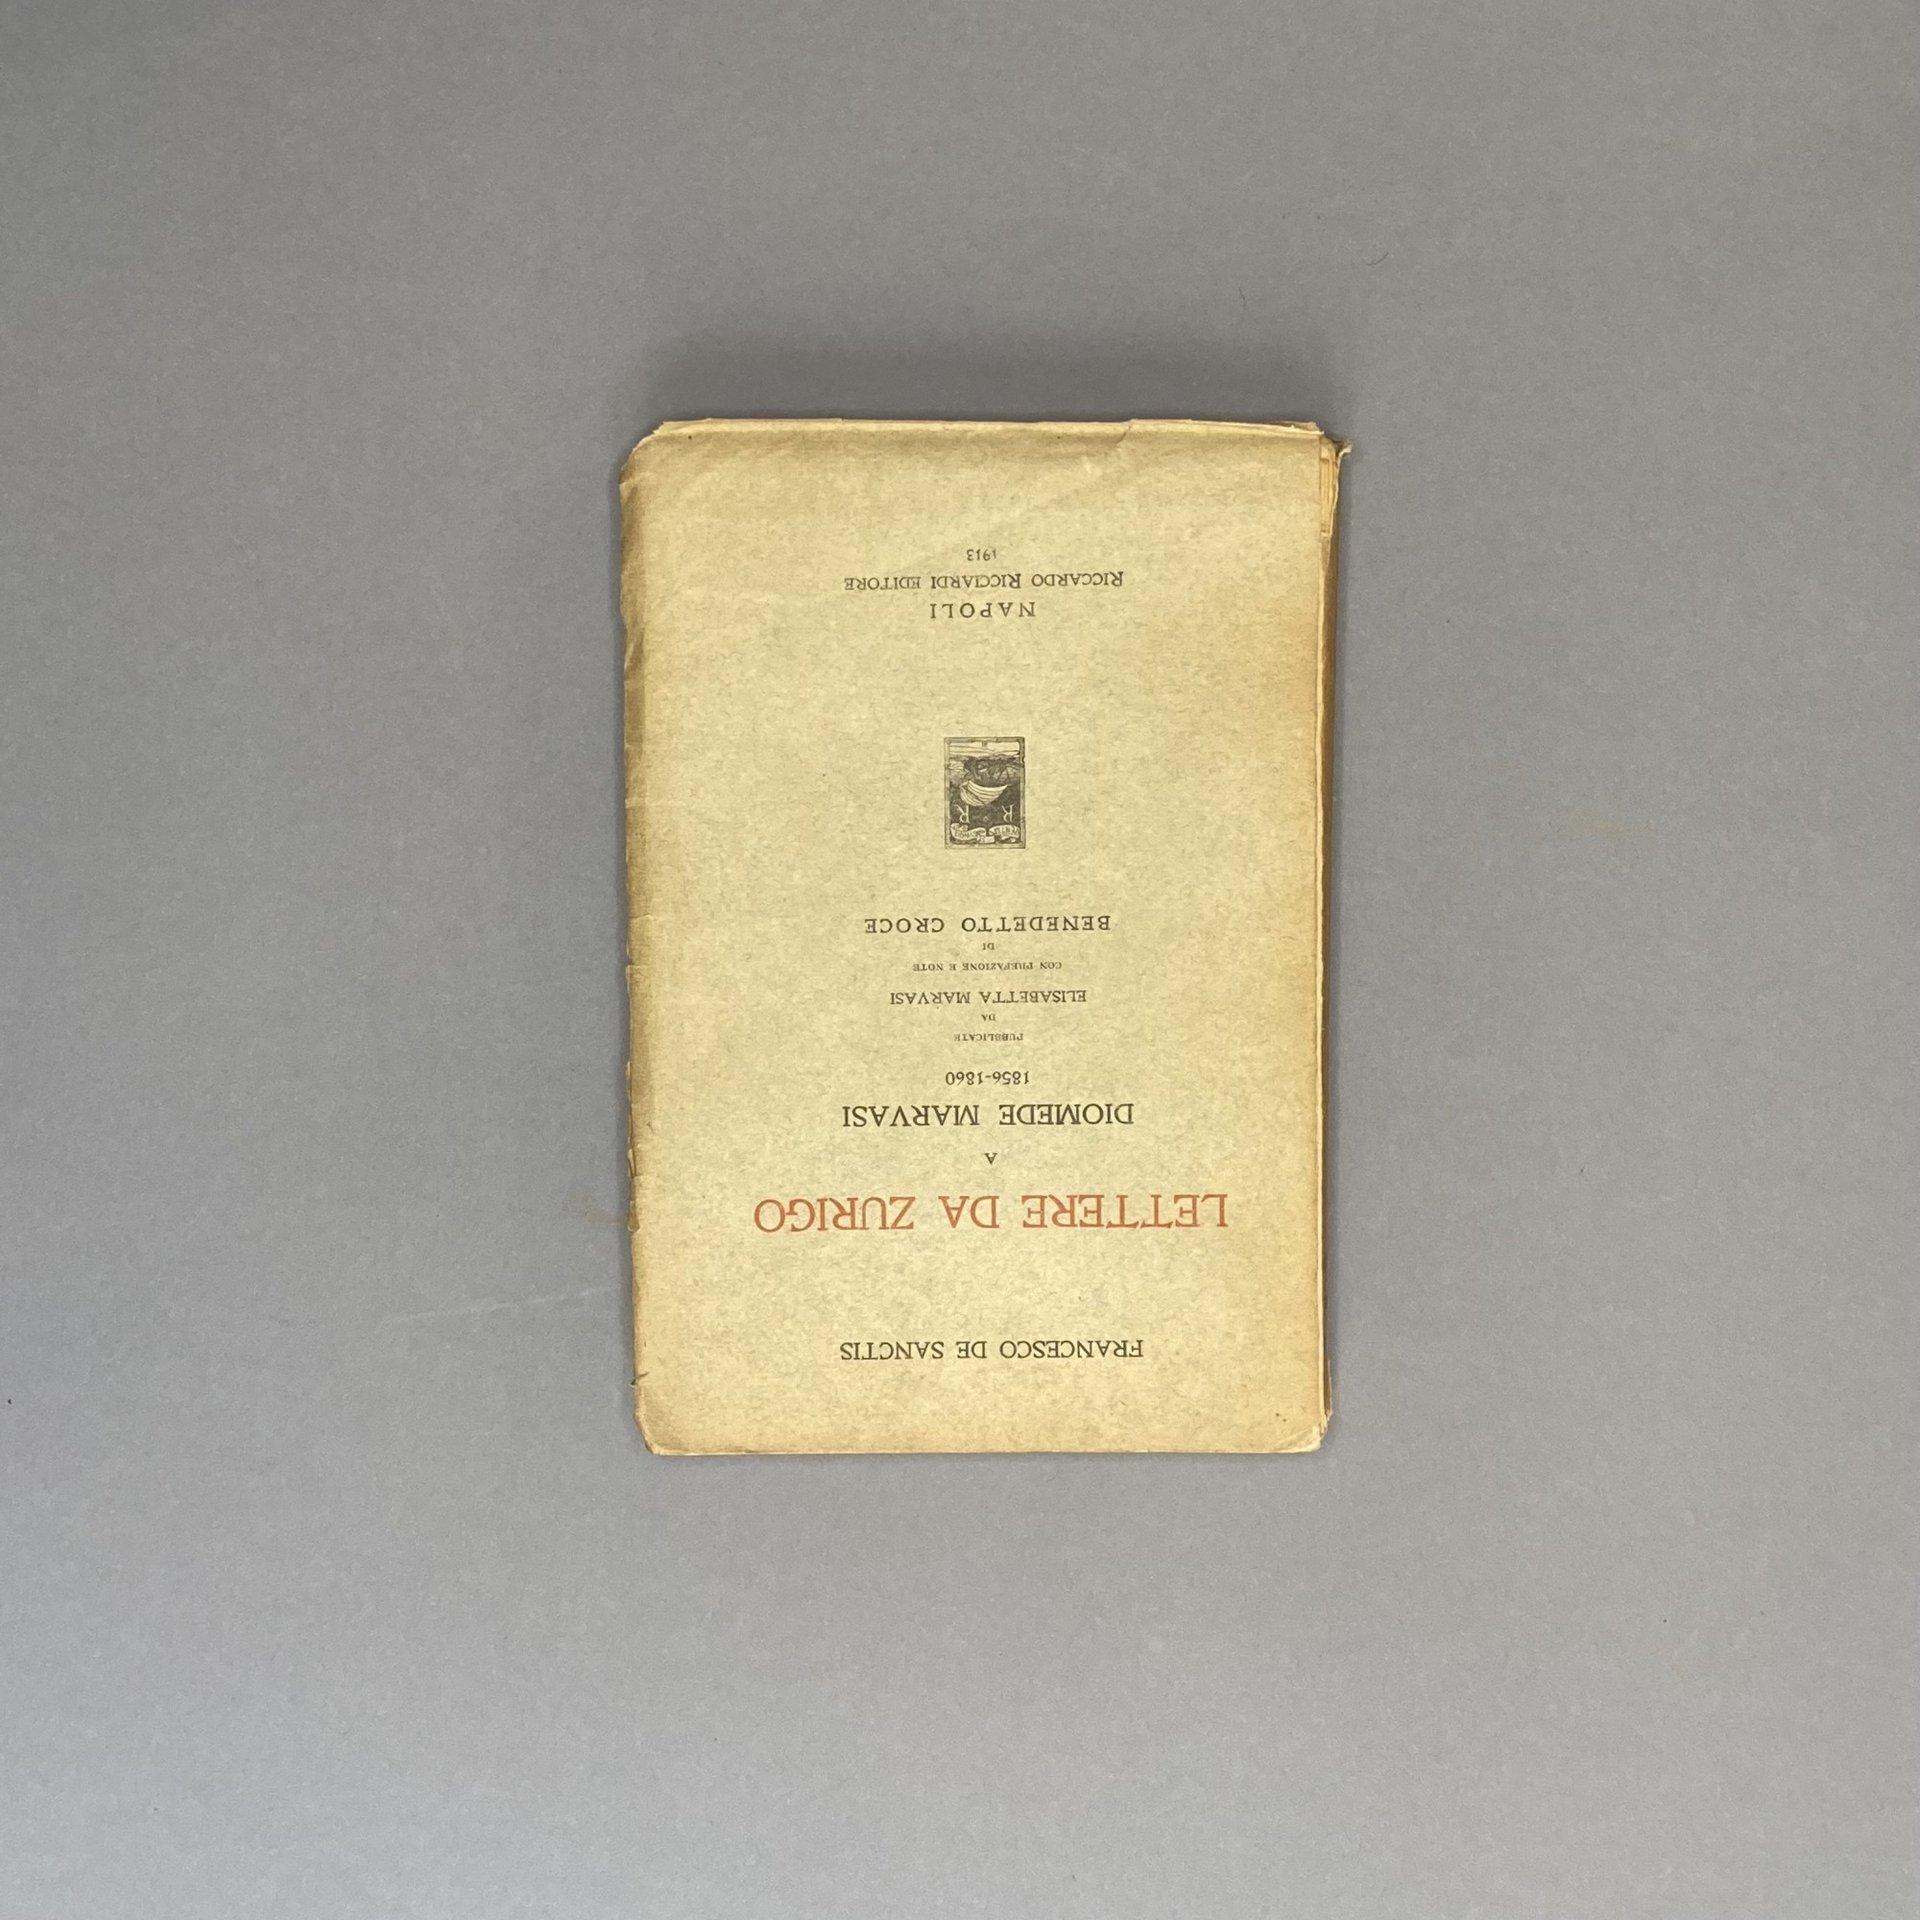 FRANCESCO DE SANCTIS
LETTERE DA ZURIGO
A
DIOMEDE MARVASI
1856-1860
PUBBLICATE
DA
ELISABETTA MARVASI
CON PREFAZIONE E NOTE
DI
BENEDETTO CROCE
R R
NAPOLI
RICCARDO RICCIARDI EDITORE
1913